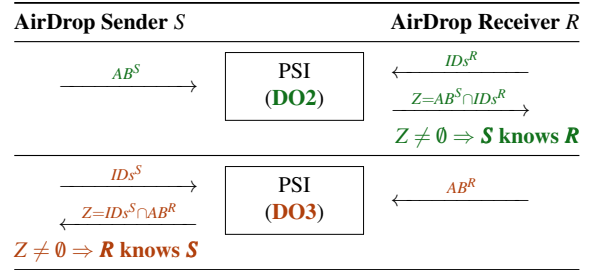 AirDrop Sender S AirDrop Receiver R
AB^S PSI IDs^R
(DO2) Z=AB^S∩IDs^R
Z ≠ ∅ ⇒ S knows R
IDs^S PSI AB^R
Z=IDs^S∩AB^R (DO3)
Z ≠ ∅ ⇒ R knows S